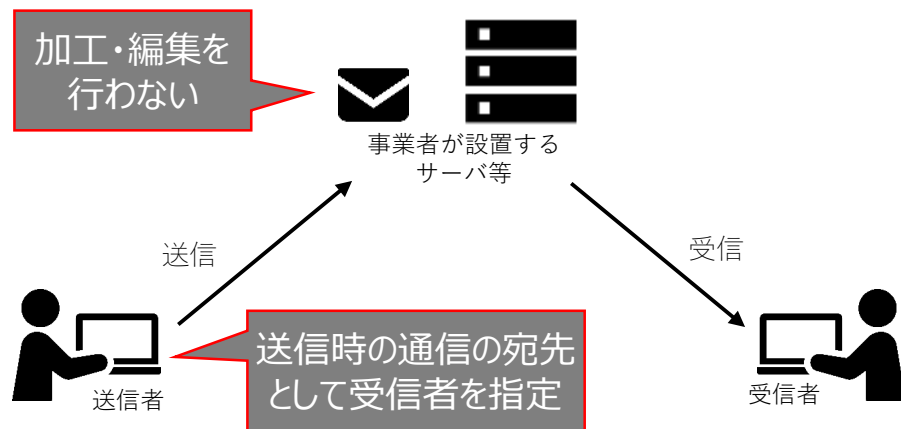 加工・編集を
行わない
事業者が設置する
サーバ等
送信
受信
送信時の通信の宛先
として受信者を指定
送信者
受信者